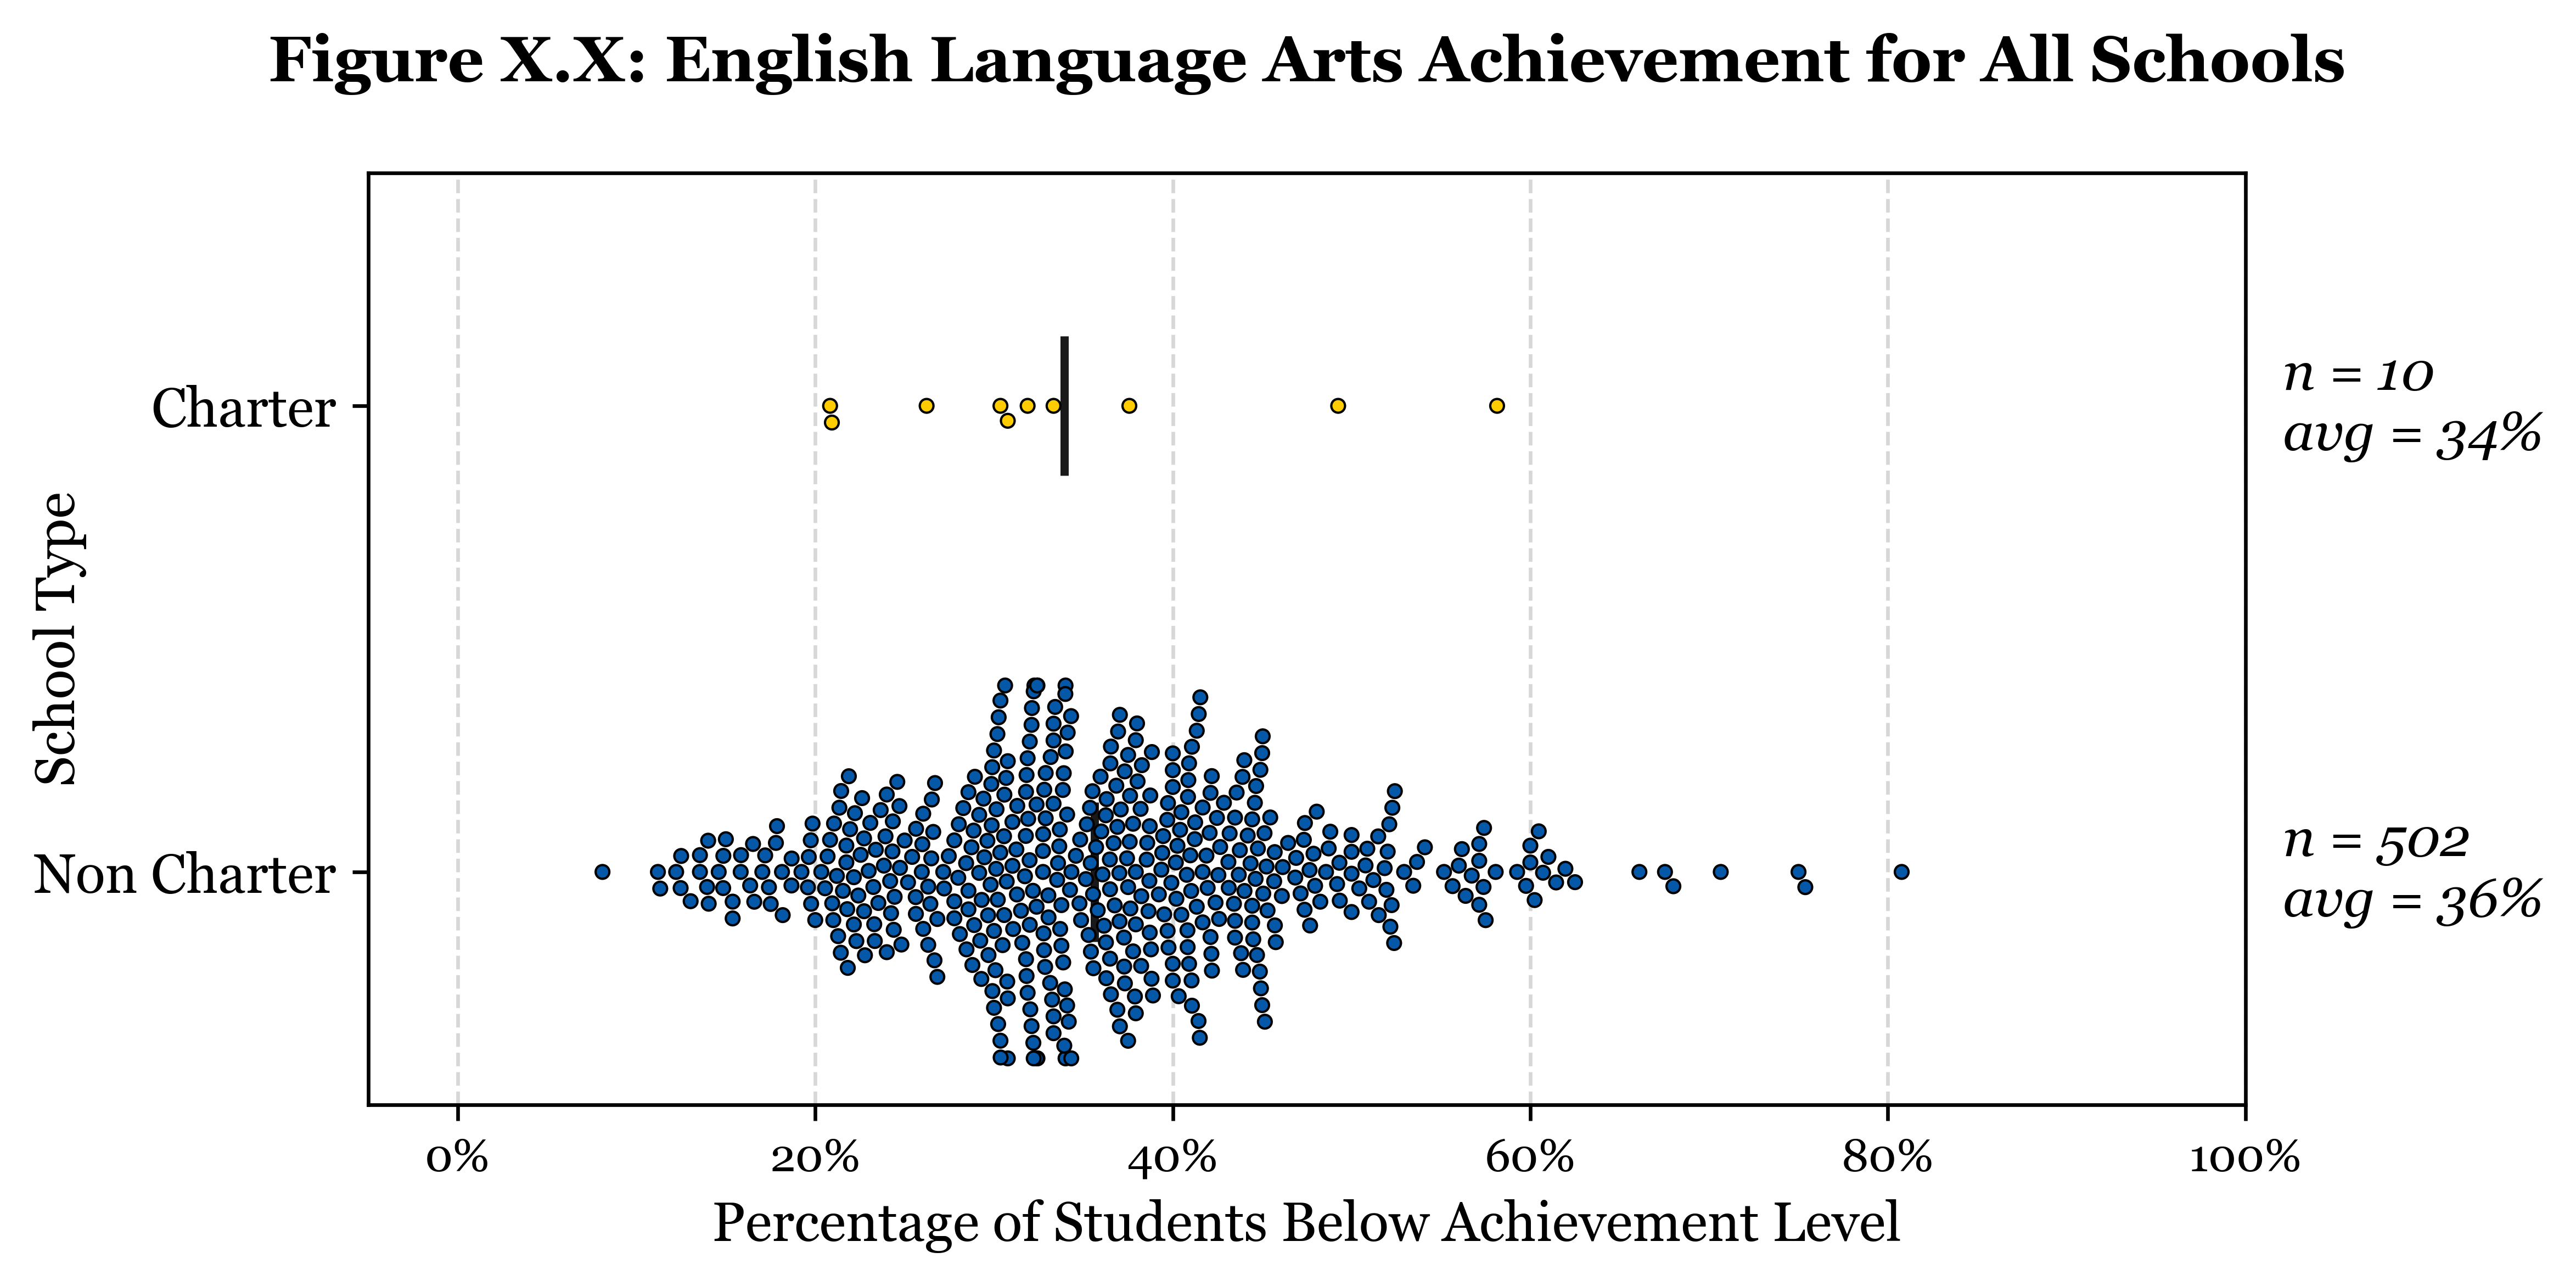 Figure X.X: English Language Arts Achievement for All Schools
School Type
Charter
n = 10
avg = 34%
Non Charter
n = 502
avg = 36%
0% 20% 40% 60% 80% 100%
Percentage of Students Below Achievement Level